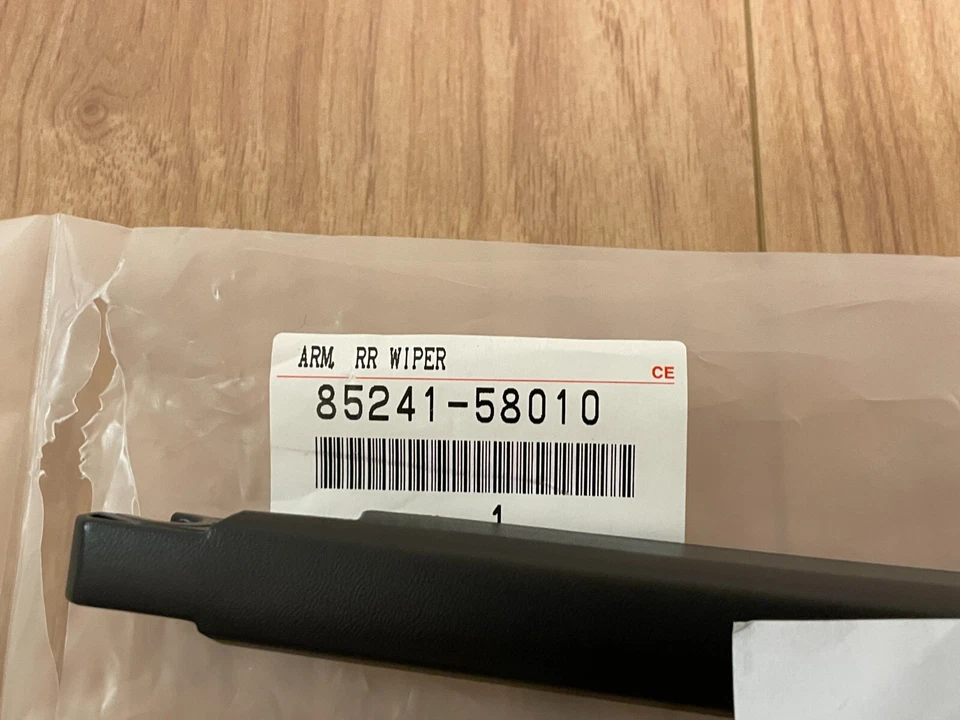 ARM, RR WIPER
CE
85241-58010
1